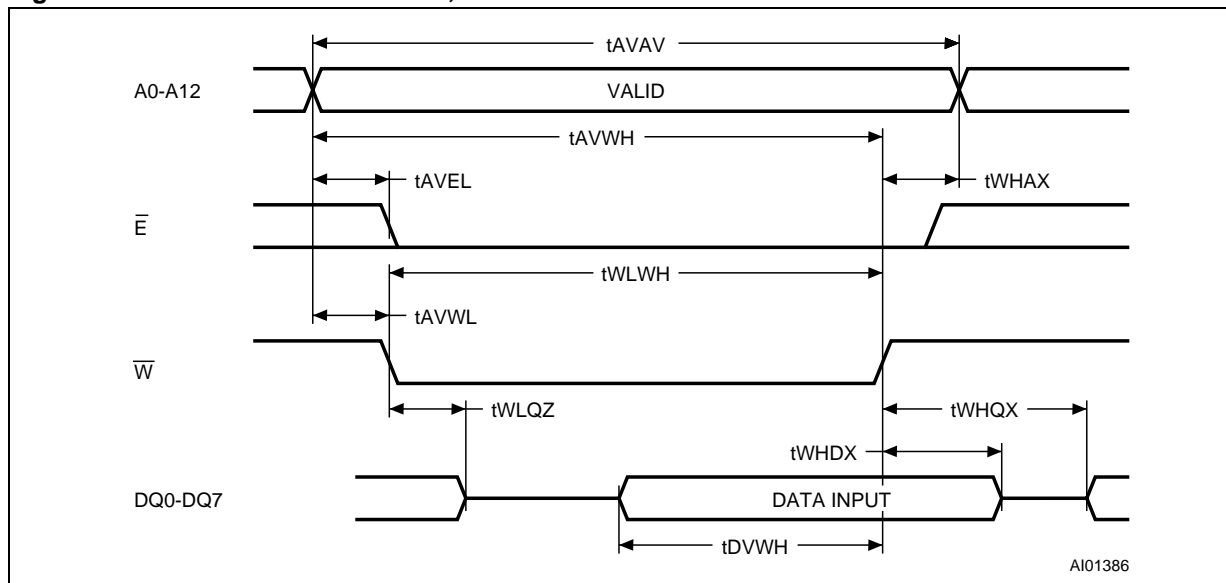 tAVAV
A0-A12
VALID
tAVWH
tAVEL
tWHAX
E̅
tWLWH
tAVWL
W̅
tWLQZ
tWHQX
tWHDX
DQ0-DQ7
DATA INPUT
tDVWH
AI01386